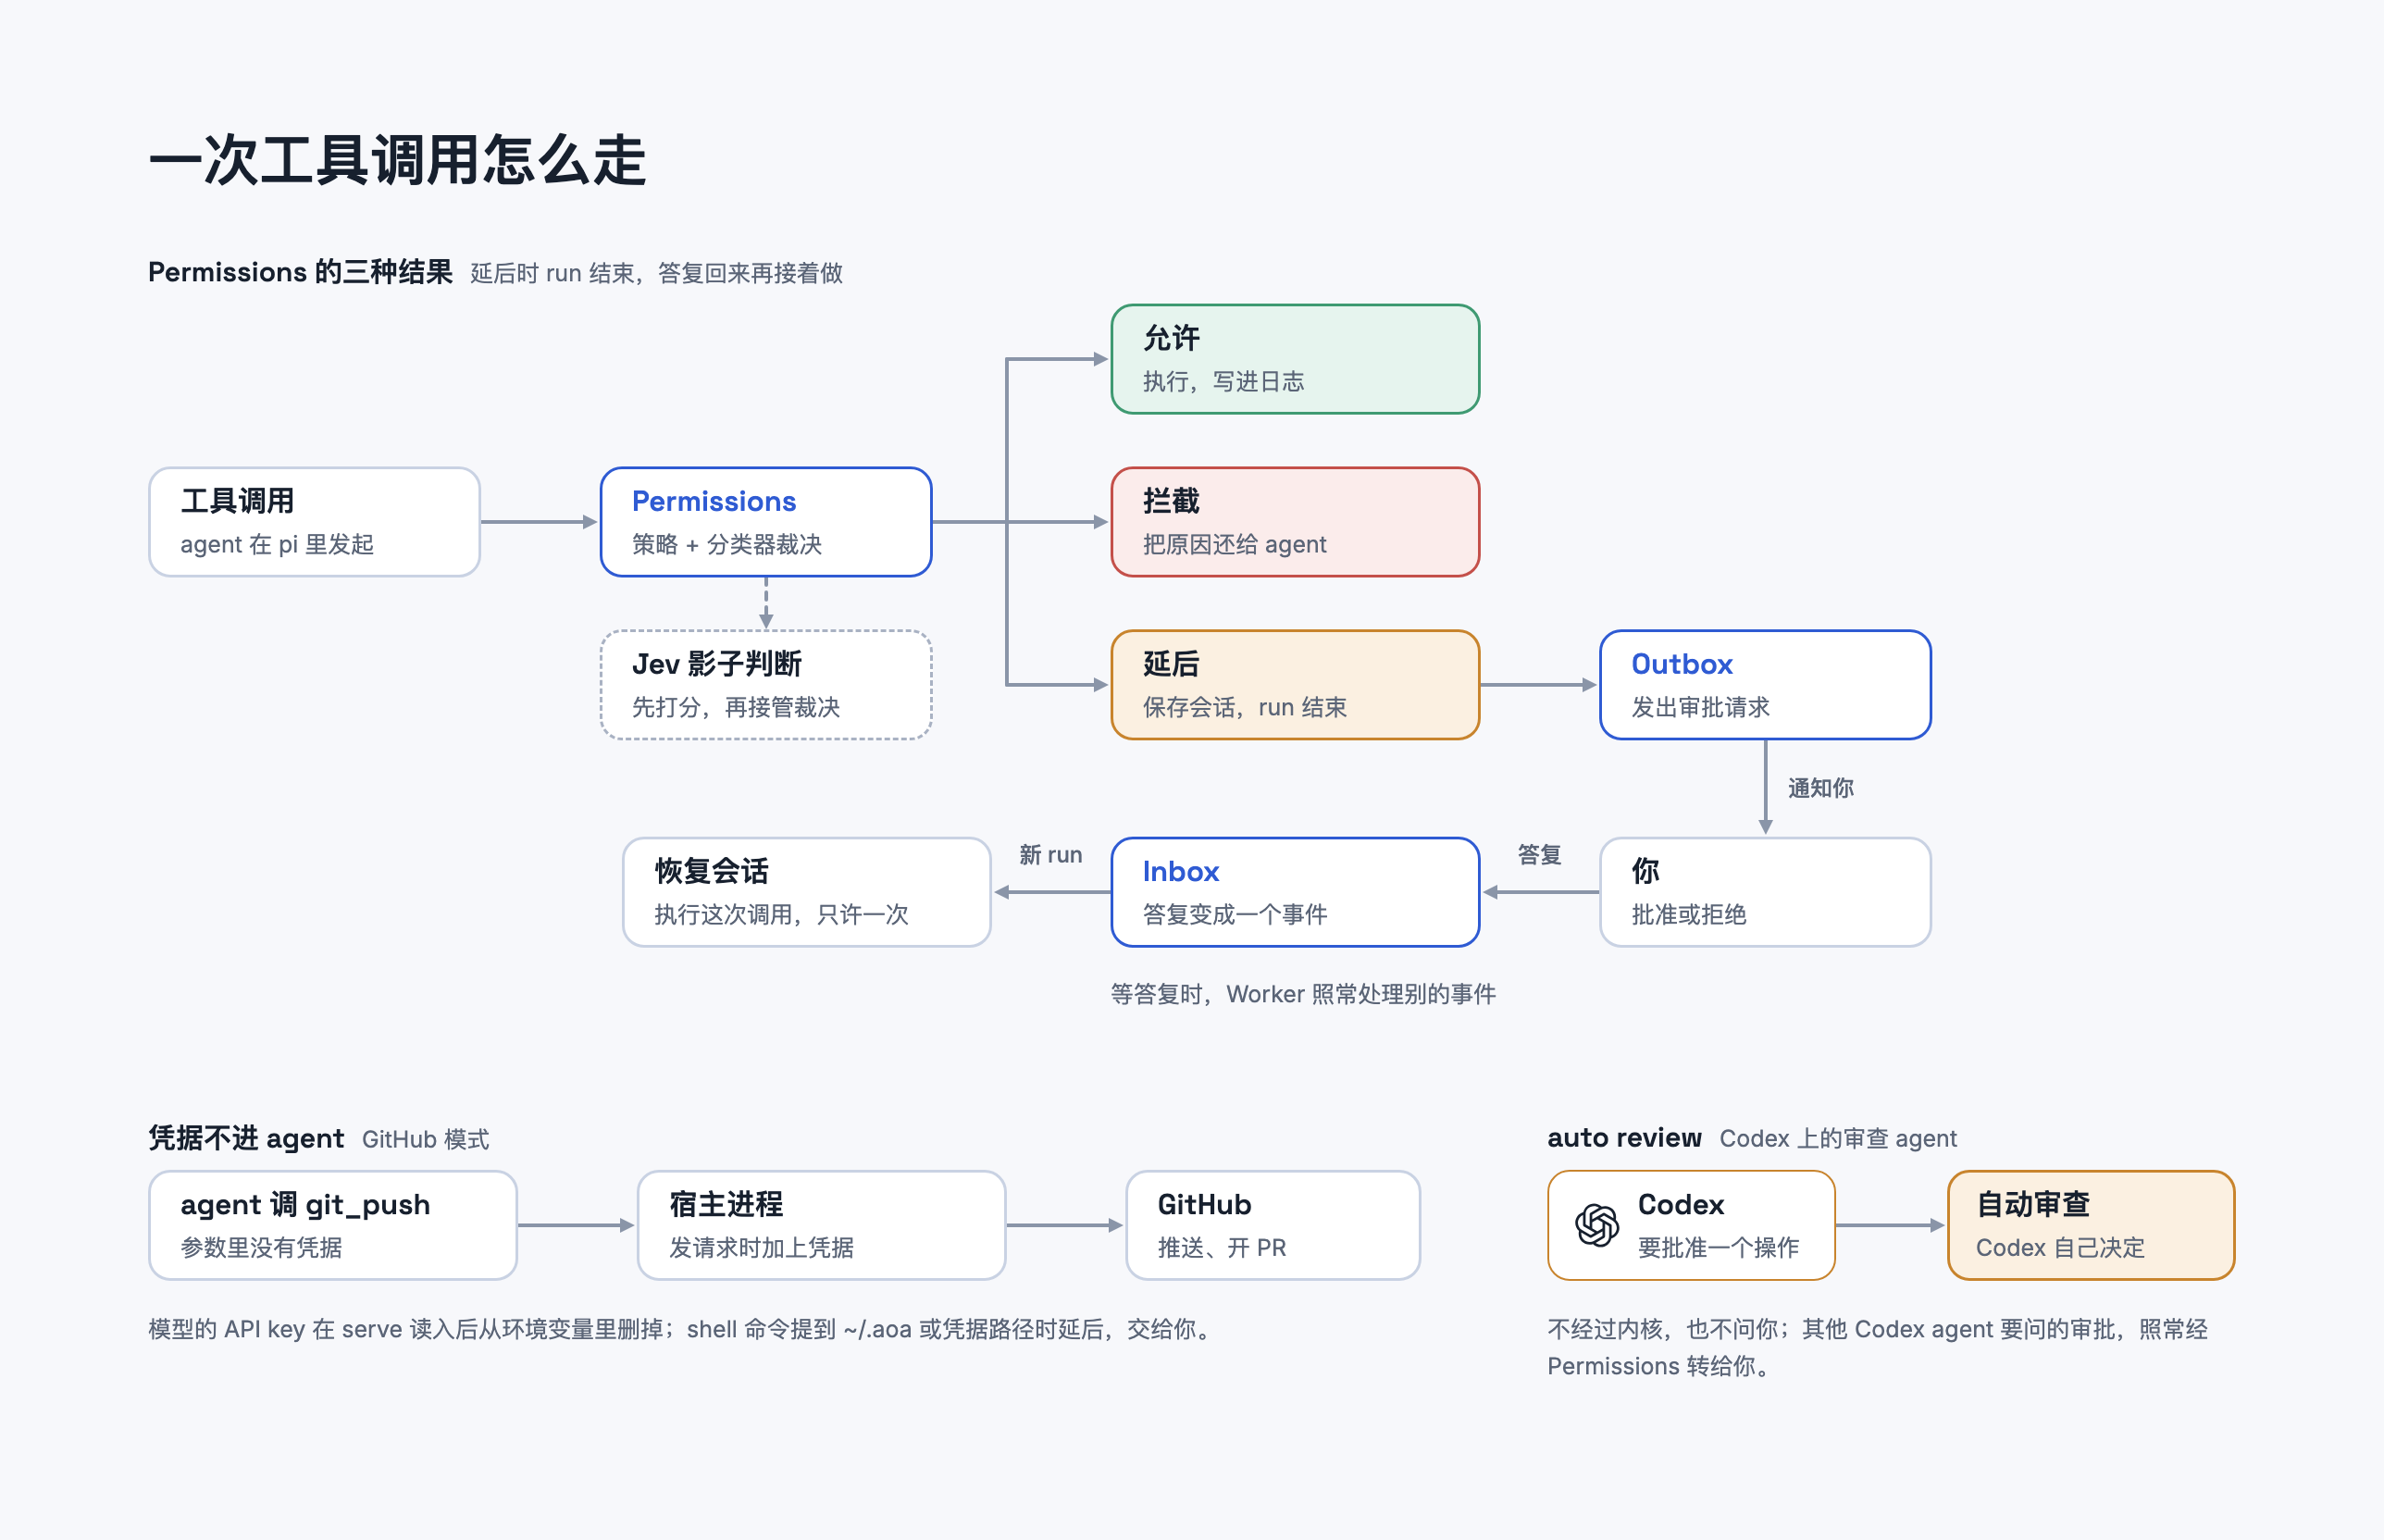 一次工具调用怎么走
Permissions 的三种结果 延后时 run 结束，答复回来再接着做
允许
执行，写进日志
工具调用
agent 在 pi 里发起
Permissions
策略 + 分类器裁决
拦截
把原因还给 agent
Jev 影子判断
先打分，再接管裁决
延后
保存会话，run 结束
Outbox
发出审批请求
通知你
恢复会话
执行这次调用，只许一次
新 run
Inbox
答复变成一个事件
答复
你
批准或拒绝
等答复时，Worker 照常处理别的事件
凭据不进 agent GitHub 模式
agent 调 git_push
参数里没有凭据
宿主进程
发请求时加上凭据
GitHub
推送、开 PR
模型的 API key 在 serve 读入后从环境变量里删掉；shell 命令提到 ~/.aoa 或凭据路径时延后，交给你。
auto review Codex 上的审查 agent
Codex
要批准一个操作
自动审查
Codex 自己决定
不经过内核，也不问你；其他 Codex agent 要问的审批，照常经
Permissions 转给你。